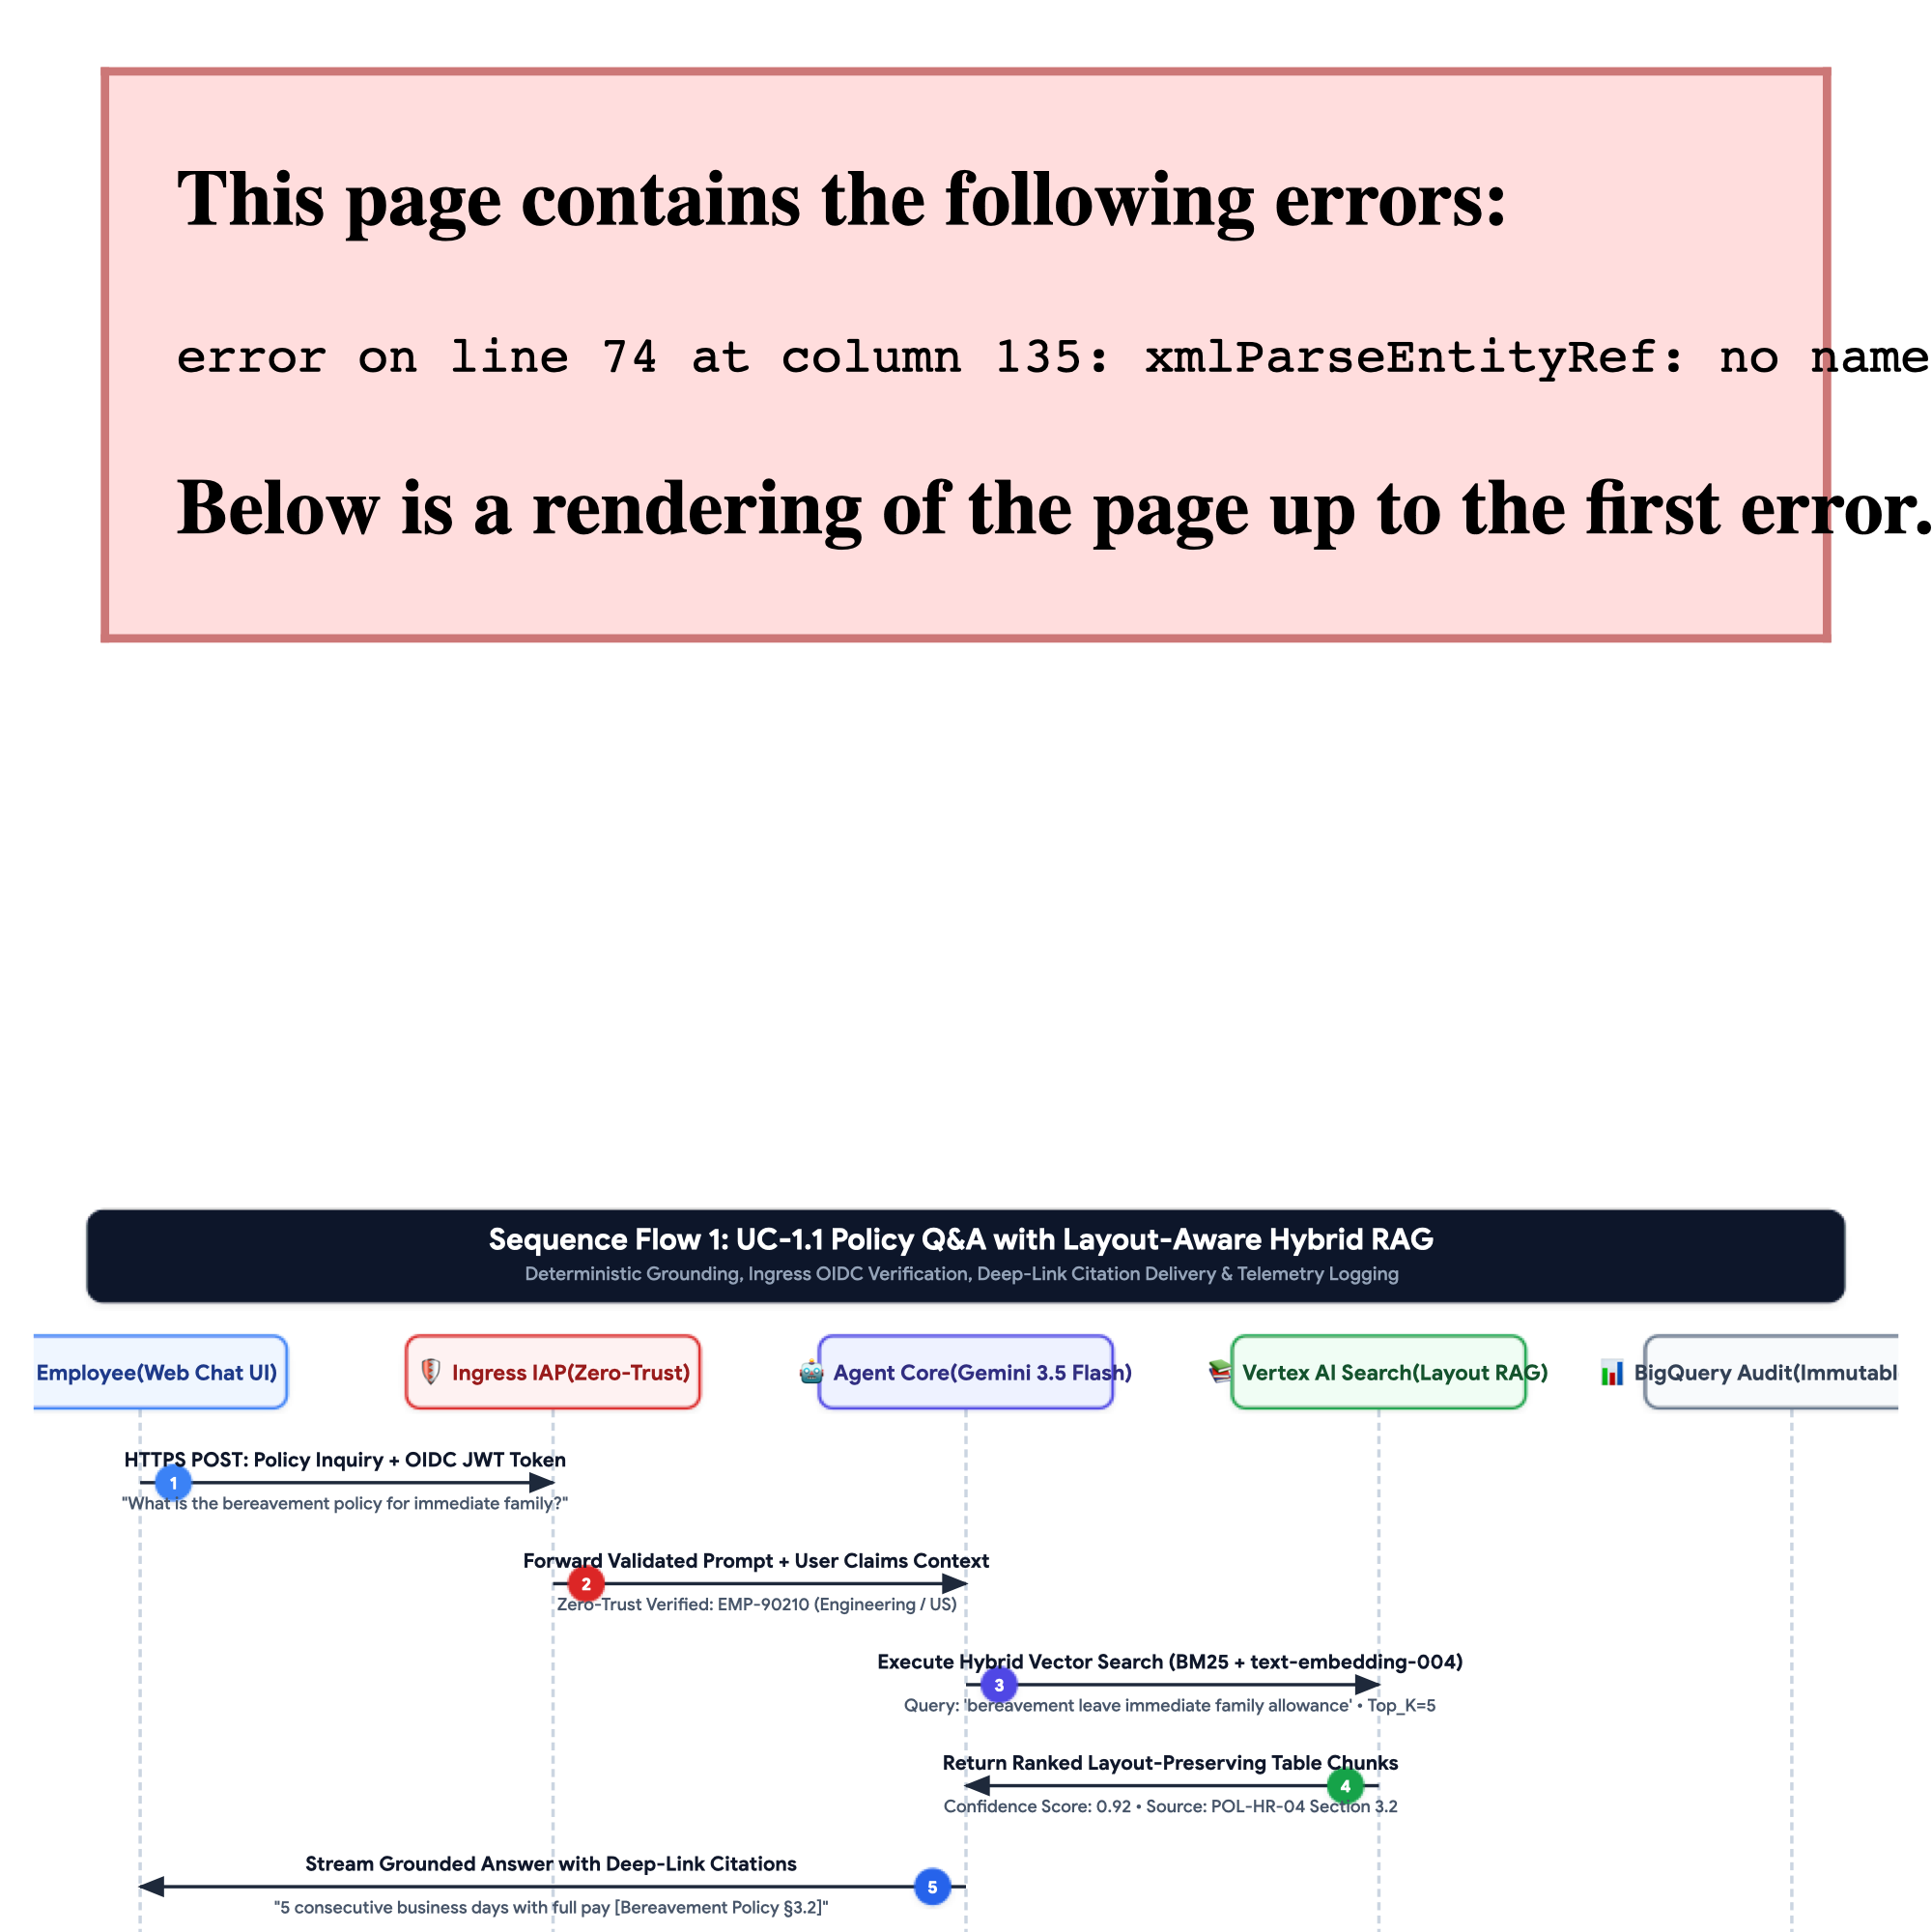 This page contains the following errors:
error on line 74 at column 135: xmlParseEntityRef: no name
Below is a rendering of the page up to the first error.
Sequence Flow 1: UC-1.1 Policy Q&A with Layout-Aware Hybrid RAG
Deterministic Grounding, Ingress OIDC Verification, Deep-Link Citation Delivery & Telemetry Logging
Employee(Web Chat UI)
Ingress IAP(Zero-Trust)
Agent Core(Gemini 3.5 Flash)
Vertex AI Search(Layout RAG)
BigQuery Audit(Immutabl
HTTPS POST: Policy Inquiry + OIDC JWT Token
1
"What is the bereavement policy for immediate family?"
Forward Validated Prompt + User Claims Context
2
Zero-Trust Verified: EMP-90210 (Engineering / US)
Execute Hybrid Vector Search (BM25 + text-embedding-004)
3
Query: 'bereavement leave immediate family allowance' • Top_K=5
Return Ranked Layout-Preserving Table Chunks
4
Confidence Score: 0.92 • Source: POL-HR-04 Section 3.2
Stream Grounded Answer with Deep-Link Citations
5
"5 consecutive business days with full pay [Bereavement Policy §3.2]"